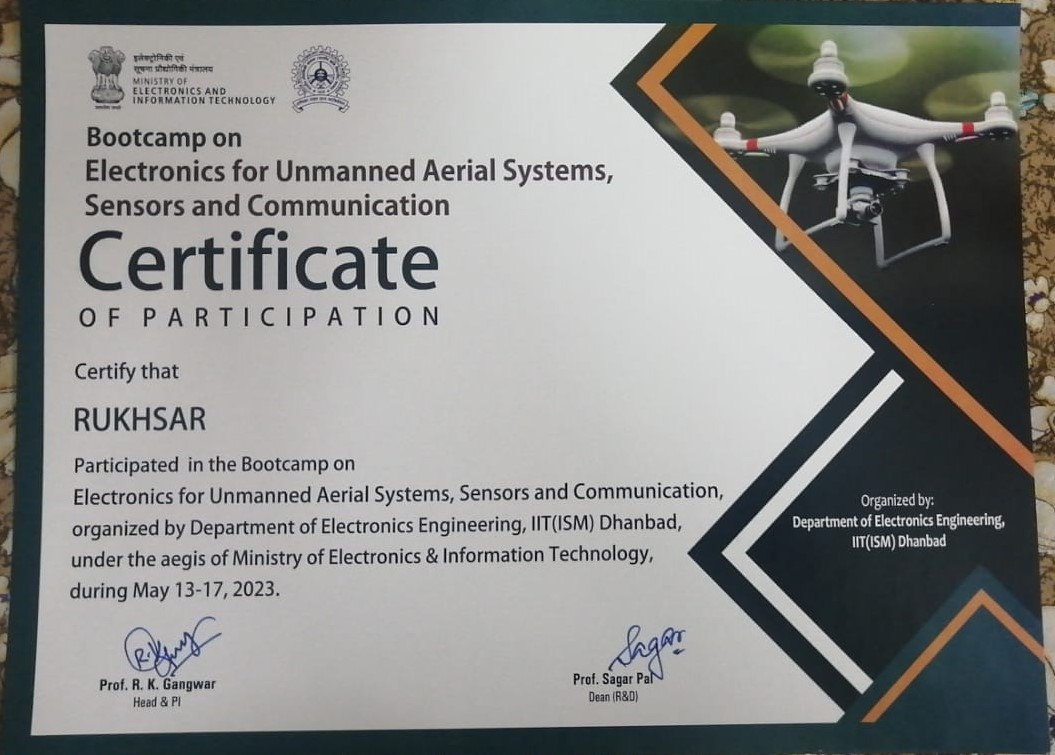 इलेक्ट्रॉनिकी एवं
सूचना प्रौद्योगिकी मंत्रालय
MINISTRY OF
ELECTRONICS AND
INFORMATION TECHNOLOGY
Bootcamp on
Electronics for Unmanned Aerial Systems,
Sensors and Communication
Certificate
OF PARTICIPATION
Certify that
RUKHSAR
Participated in the Bootcamp on
Electronics for Unmanned Aerial Systems, Sensors and Communication,
organized by Department of Electronics Engineering, IIT(ISM) Dhanbad,
under the aegis of Ministry of Electronics & Information Technology,
during May 13-17, 2023.
Organized by:
Department of Electronics Engineering,
IIT(ISM) Dhanbad
Sagar
Prof. R. K. Gangwar
Head & PI
Prof. Sagar Pal
Dean (R&D)